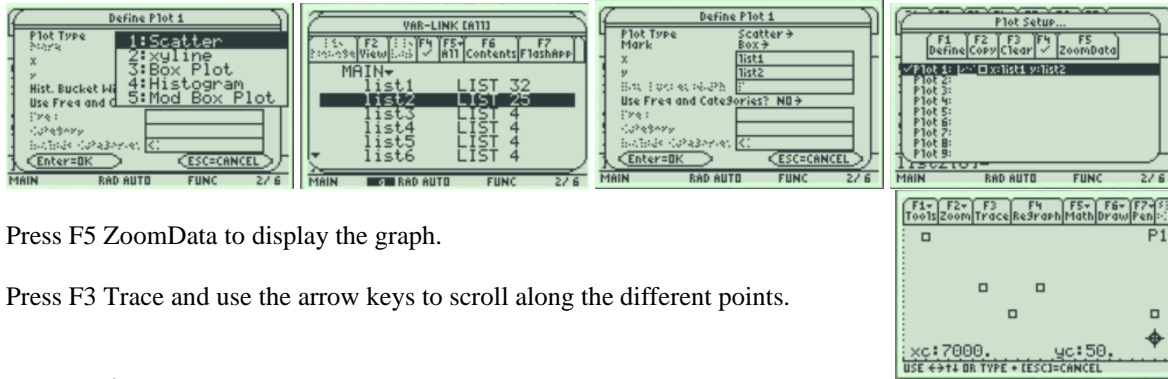 Define Plot 1
Plot Type
Mark
x
y
Hist. Bucket Wi
Use Freq and C
1:Scatter
2:xyline
3:Box Plot
4:Histogram
5:Mod Box Plot
Category
Enter=OK
ESC=CANCEL
MAIN RAD AUTO FUNC 2/6
VAR-LINK [All]
F2 View F4 ✓ F5▾ All F6 Contents F7 FlashApp
MAIN▾
list1 LIST 32
list2 LIST 25
list3 LIST 4
list4 LIST 4
list5 LIST 4
list6 LIST 4
MAIN RAD AUTO FUNC 2/6
Define Plot 1
Plot Type Scatter→
Mark Box→
x list1
y list2
Use Freq and Categories? NO→
Category
Enter=OK
ESC=CANCEL
MAIN RAD AUTO FUNC 2/6
Plot Setup...
F1 Define F2 Copy F3 Clear F4 ✓ F5 ZoomData
✓Plot 1: x:list1 y:list2
Plot 2:
Plot 3:
Plot 4:
Plot 5:
Plot 6:
Plot 7:
Plot 8:
Plot 9:
MAIN RAD AUTO FUNC 2/6
Press F5 ZoomData to display the graph.
Press F3 Trace and use the arrow keys to scroll along the different points.
F1▾ Tools F2▾ Zoom F3 Trace F4 Regraph F5▾ Math F6▾ Draw F7▾ Pen
P1
xc:7000. yc:50.
USE ←→↑↓ OR TYPE + [ESC]=CANCEL